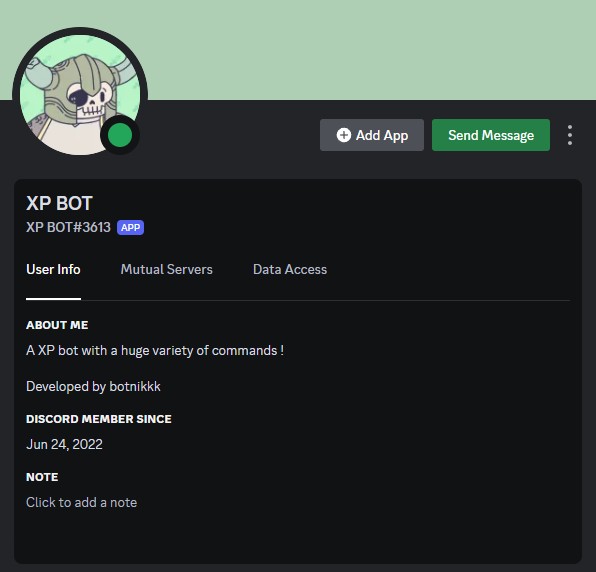 Add App
Send Message
XP BOT
XP BOT#3613 APP
User Info Mutual Servers Data Access
ABOUT ME
A XP bot with a huge variety of commands !
Developed by botnikkk
DISCORD MEMBER SINCE
Jun 24, 2022
NOTE
Click to add a note